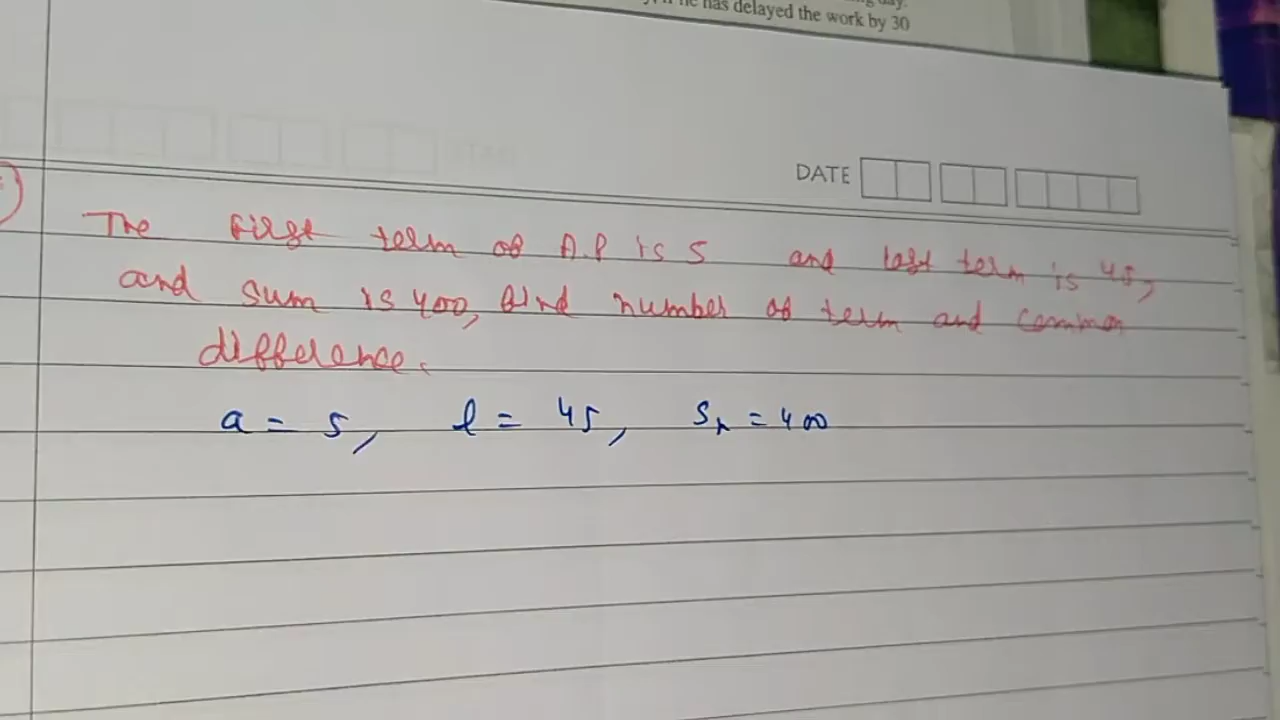 has delayed the work by 30
DATE
The first term of A.P is 5 and last term is 45,
and sum is 400, find number of term and common
difference.
a = 5, l = 45, Sn = 400